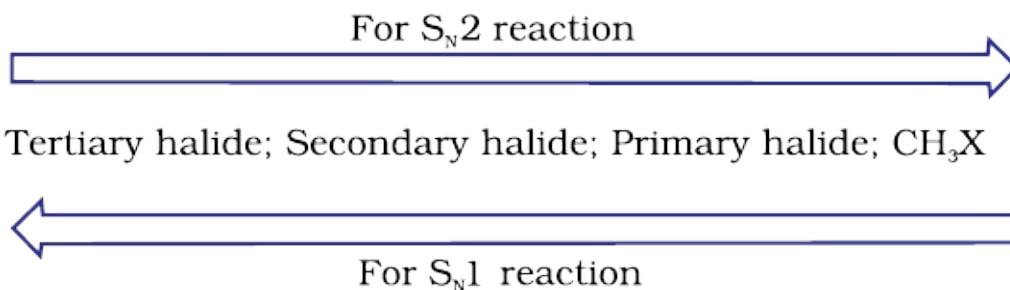 For Sₙ2 reaction
Tertiary halide; Secondary halide; Primary halide; CH₃X
For Sₙ1 reaction